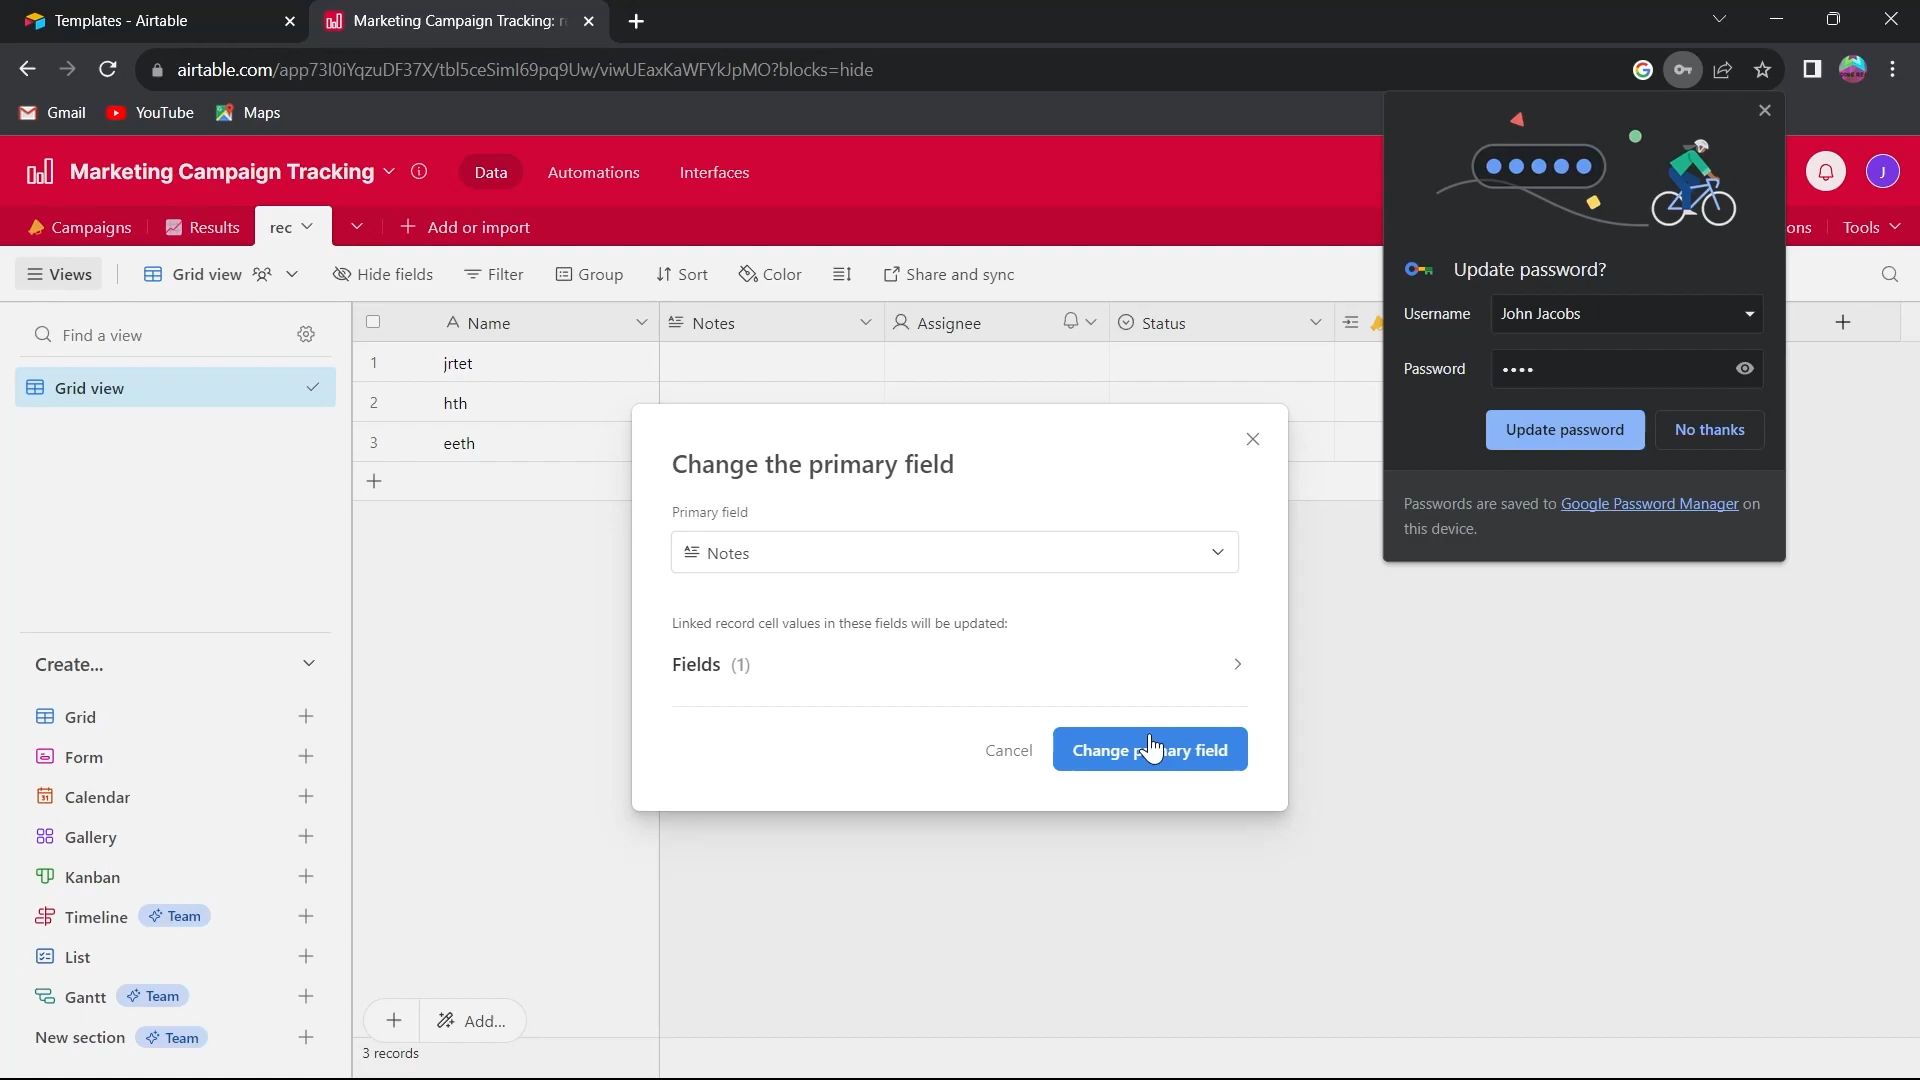 Templates - Airtable
Marketing Campaign Tracking:
airtable.com/app73I0iYqzuDF37X/tbl5ceSiml69pq9Uw/viwUEaxKaWFYkJpMO?blocks=hide
Gmail YouTube Maps
Marketing Campaign Tracking Data Automations Interfaces J
Campaigns Results rec Add or import ons Tools
Views Grid view Hide fields Filter Group Sort Color Share and sync
Find a view
Grid view
Create...
Grid
Form
Calendar
Gallery
Kanban
Timeline Team
List
Gantt Team
New section Team
Name Notes Assignee Status
1 jrtet
2 hth
3 eeth
Add...
3 records
Change the primary field
Primary field
Notes
Linked record cell values in these fields will be updated:
Fields (1)
Cancel Change primary field
Update password?
Username John Jacobs
Password ••••
Update password No thanks
Passwords are saved to Google Password Manager on
this device.